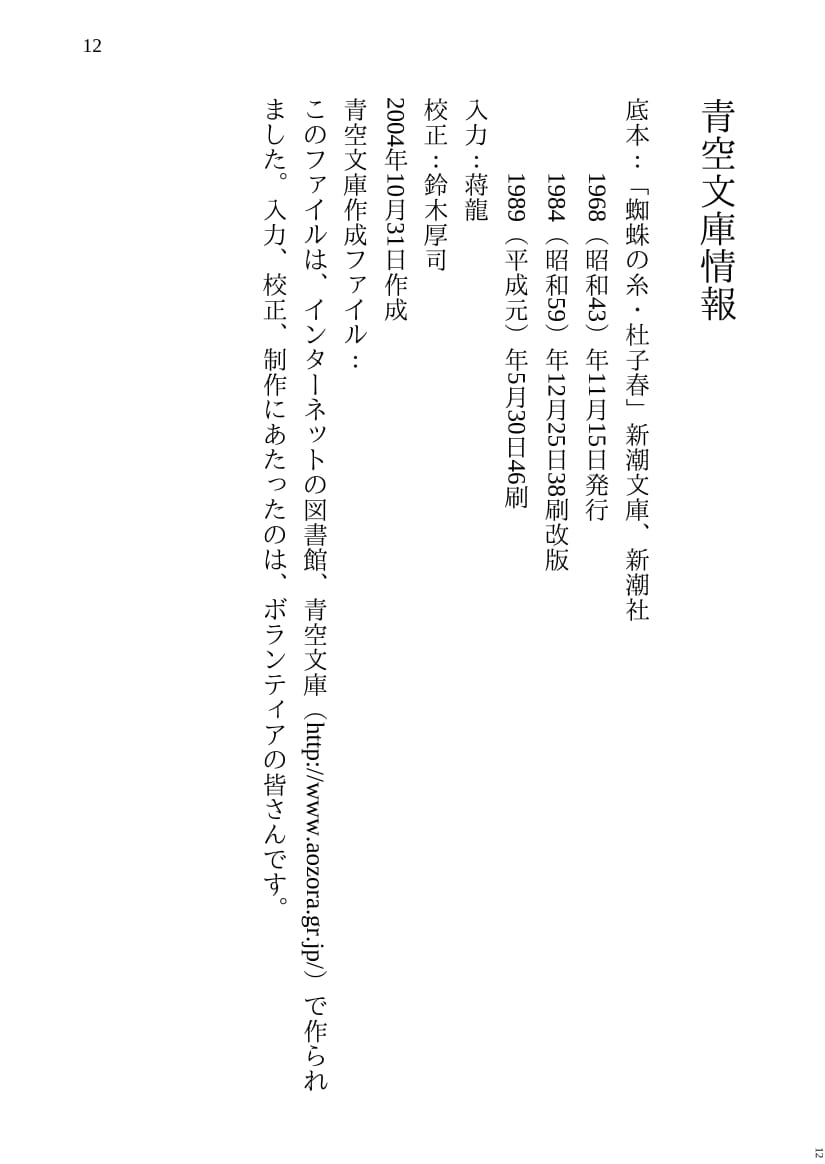 12
青空文庫情報
底本：「蜘蛛の糸・杜子春」新潮文庫、新潮社
1968（昭和43）年11月15日発行
1984（昭和59）年12月25日38刷改版
1989（平成元）年5月30日46刷
入力：蒋龍
校正：鈴木厚司
2004年10月31日作成
青空文庫作成ファイル：
このファイルは、インターネットの図書館、青空文庫（http://www.aozora.gr.jp/）で作られ
ました。入力、校正、制作にあたったのは、ボランティアの皆さんです。
12